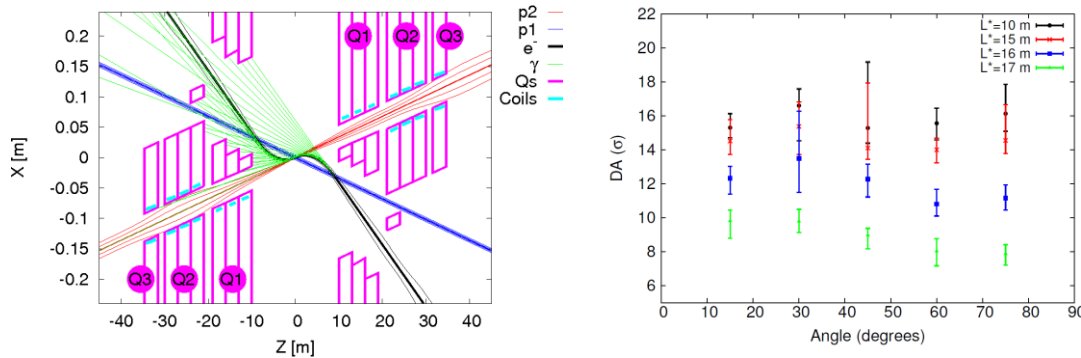 0.2
0.15
0.1
0.05
0
-0.05
-0.1
-0.2
X [m]
-40 -30 -20 -10 0 10 20 30 40
Z [m]
Q1 Q2 Q3
Q3 Q2 Q1
p2
p1
e⁻
γ
Qs
Coils
22
20
18
16
14
12
10
8
6
DA (σ)
0 10 20 30 40 50 60 70 80 90
Angle (degrees)
L*=10 m
L*=15 m
L*=16 m
L*=17 m